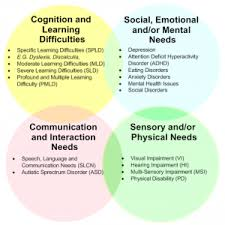 Cognition and
Learning
Difficulties
• Specific Learning Difficulties (SPLD)
• E.G. Dyslexia, Dyscalculia,
• Moderate Learning Difficulties (MLD)
• Severe Learning Difficulties (SLD)
• Profound and Multiple Learning
Difficulty (PMLD)
Social, Emotional
and/or Mental
Needs
• Depression
• Attention Deficit Hyperactivity
Disorder (ADHD)
• Eating Disorders
• Anxiety Disorders
• Mental Health Issues
• Social Disorders
Communication
and Interaction
Needs
• Speech, Language and
Communication Needs (SLCN)
• Autistic Spectrum Disorder (ASD)
Sensory and/or
Physical Needs
• Visual Impairment (VI)
• Hearing Impairment (HI)
• Multi-Sensory Impairment (MSI)
• Physical Disability (PD)